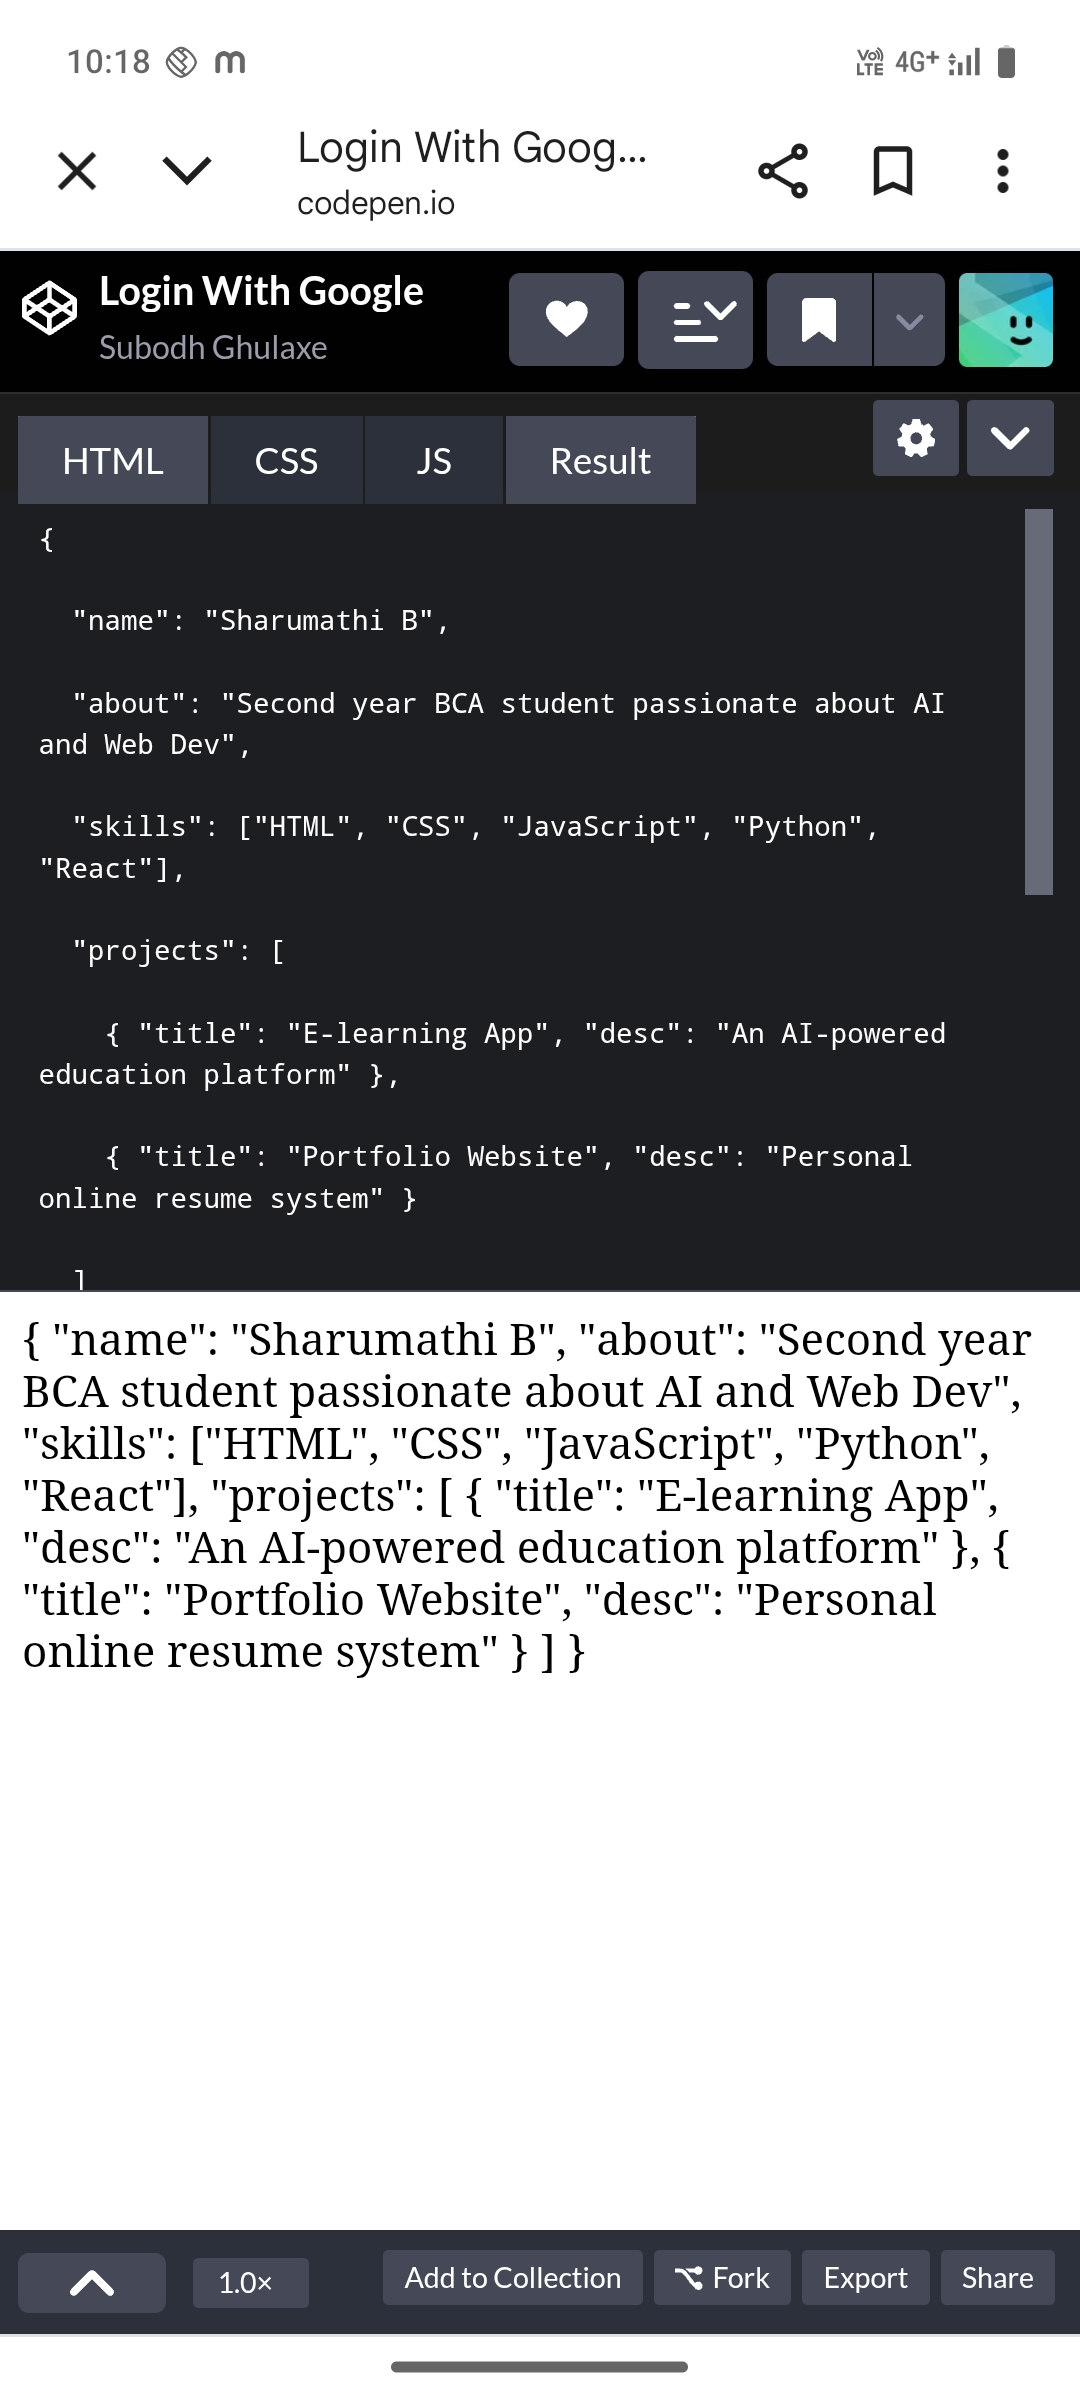 10:18 m Vo) LTE 4G+
Login With Goog...
codepen.io
Login With Google
Subodh Ghulaxe
HTML CSS JS Result
{
"name": "Sharumathi B",
"about": "Second year BCA student passionate about AI
and Web Dev",
"skills": ["HTML", "CSS", "JavaScript", "Python",
"React"],
"projects": [
{ "title": "E-learning App", "desc": "An AI-powered
education platform" },
{ "title": "Portfolio Website", "desc": "Personal
online resume system" }
]
{ "name": "Sharumathi B", "about": "Second year
BCA student passionate about AI and Web Dev",
"skills": ["HTML", "CSS", "JavaScript", "Python",
"React"], "projects": [ { "title": "E-learning App",
"desc": "An AI-powered education platform" }, {
"title": "Portfolio Website", "desc": "Personal
online resume system" } ] }
1.0× Add to Collection Fork Export Share